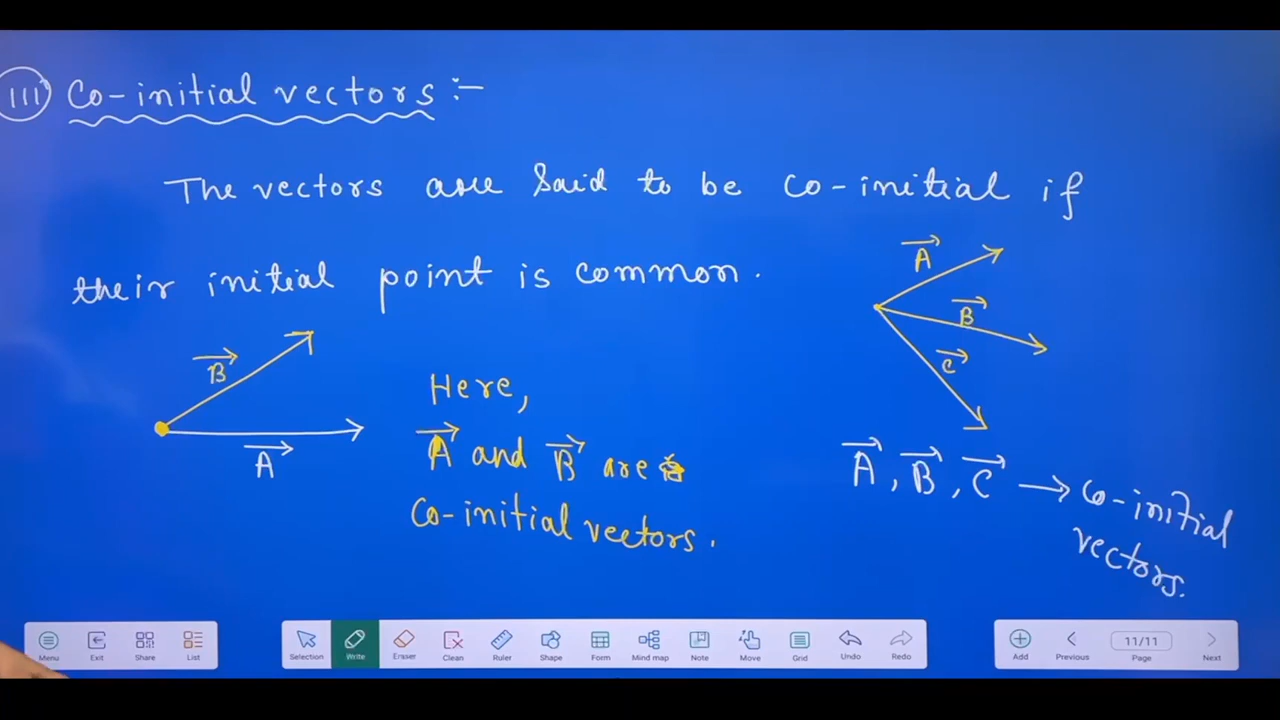 III Co-initial vectors :-
The vectors are said to be co-initial if
their initial point is common.
A
B
C
B
A
Here,
A and B are
Co-initial vectors.
A, B, C → Co-initial
vectors.
Menu Exit Share List
Selection Write Eraser Clean Ruler Shape Form Mind map Note Move Grid Undo Redo
Add Previous 11/11 Page Next